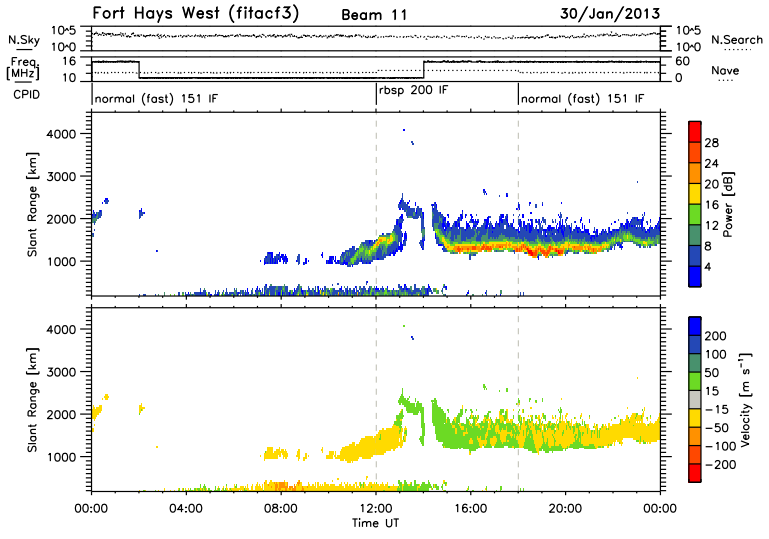 Fort Hays West (fitacf3) Beam 11 30/Jan/2013
N.Sky 10^5 10^0 10^5 10^0 N.Search
Freq. [MHz] 16 10 60 0 Nave
CPID normal (fast) 151 IF rbsp 200 IF normal (fast) 151 IF
Slant Range [km]
4000
3000
2000
1000
Power [dB]
28
24
20
16
12
8
4
Slant Range [km]
4000
3000
2000
1000
Velocity [m s⁻¹]
200
100
50
15
−15
−50
−100
−200
00:00 04:00 08:00 12:00 16:00 20:00 00:00
Time UT